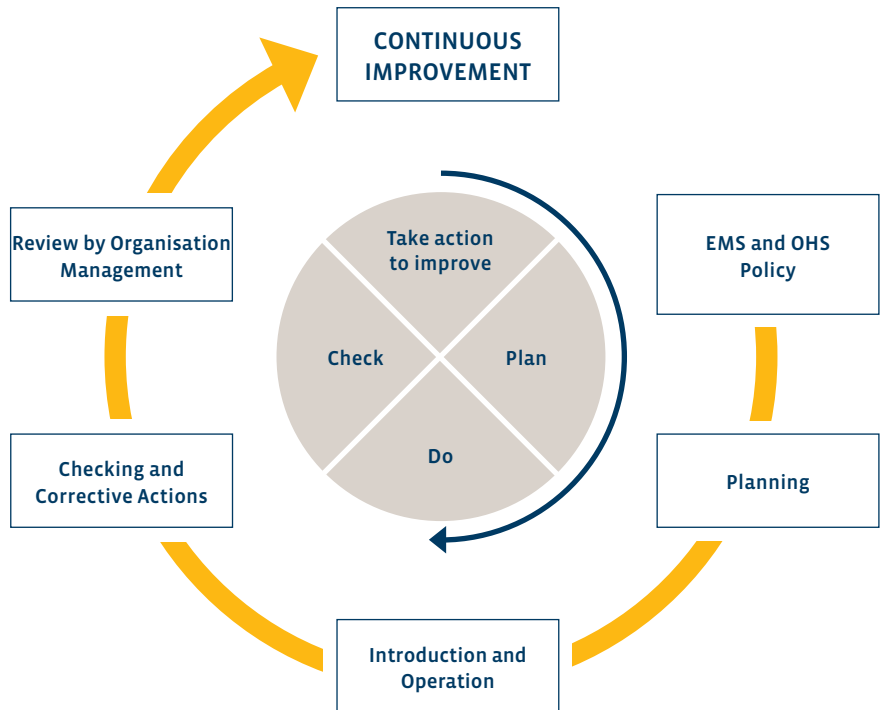 CONTINUOUS
IMPROVEMENT
Review by Organisation
Management
Take action
to improve
EMS and OHS
Policy
Check
Plan
Do
Checking and
Corrective Actions
Planning
Introduction and
Operation